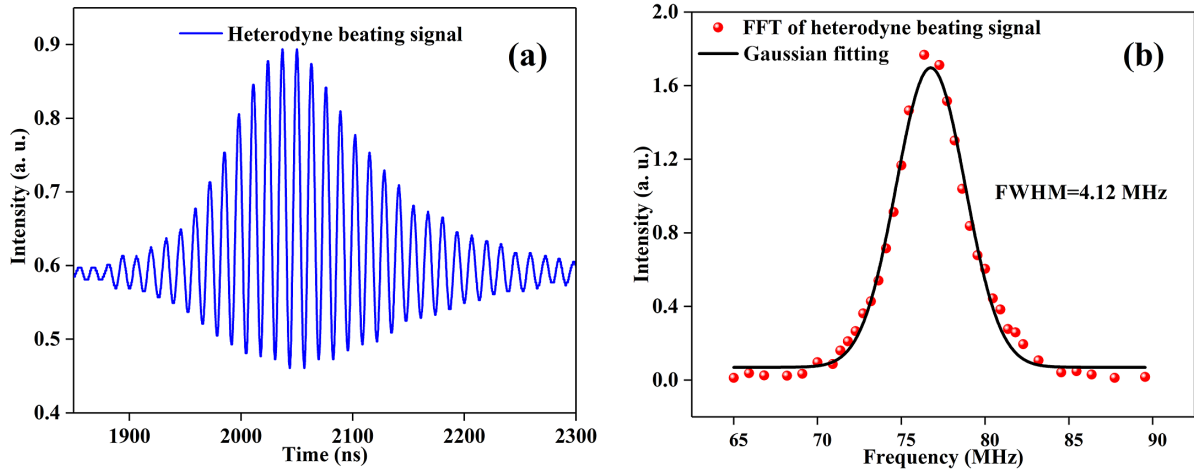 Heterodyne beating signal
(a)
Intensity (a. u.)
0.9
0.8
0.7
0.6
0.5
0.4
1900
2000
2100
2200
2300
Time (ns)
FFT of heterodyne beating signal
Gaussian fitting
(b)
FWHM=4.12 MHz
Intensity (a. u.)
2.0
1.6
1.2
0.8
0.4
0.0
65
70
75
80
85
90
Frequency (MHz)